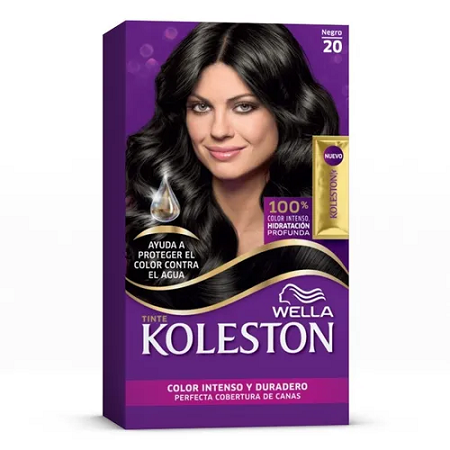 Negro
20
NUEVO
KOLESTON
100%
COLOR INTENSO,
HIDRATACIÓN
PROFUNDA
AYUDA A
PROTEGER EL
COLOR CONTRA
EL AGUA
WELLA
TINTE
KOLESTON
COLOR INTENSO Y DURADERO
PERFECTA COBERTURA DE CANAS